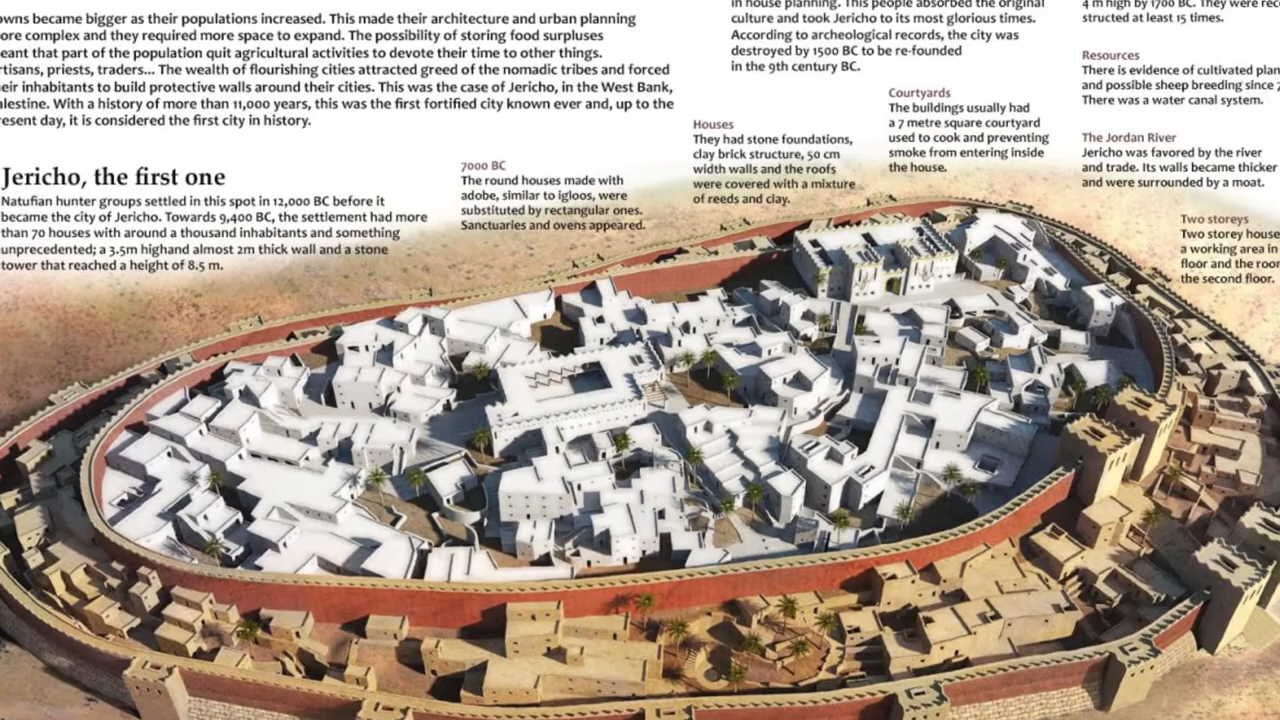 owns became bigger as their populations increased. This made their architecture and urban planning
ore complex and they required more space to expand. The possibility of storing food surpluses
eant that part of the population quit agricultural activities to devote their time to other things.
rtisans, priests, traders... The wealth of flourishing cities attracted greed of the nomadic tribes and forced
eir inhabitants to build protective walls around their cities. This was the case of Jericho, in the West Bank,
alestine. With a history of more than 11,000 years, this was the first fortified city known ever and, up to the
resent day, it is considered the first city in history.
Jericho, the first one
Natufian hunter groups settled in this spot in 12,000 BC before it
became the city of Jericho. Towards 9,400 BC, the settlement had more
than 70 houses with around a thousand inhabitants and something
unprecedented; a 3.5m highand almost 2m thick wall and a stone
tower that reached a height of 8.5 m.
7000 BC
The round houses made with
adobe, similar to igloos, were
substituted by rectangular ones.
Sanctuaries and ovens appeared.
in house planning. This people absorbed the original
culture and took Jericho to its most glorious times.
According to archeological records, the city was
destroyed by 1500 BC to be re-founded
in the 9th century BC.
Houses
They had stone foundations,
clay brick structure, 50 cm
width walls and the roofs
were covered with a mixture
of reeds and clay.
Courtyards
The buildings usually had
a 7 metre square courtyard
used to cook and preventing
smoke from entering inside
the house.
4 m high by 1700 BC. They were rec
structed at least 15 times.
Resources
There is evidence of cultivated plan
and possible sheep breeding since 7
There was a water canal system.
The Jordan River
Jericho was favored by the river
and trade. Its walls became thicker
and were surrounded by a moat.
Two storeys
Two storey house
a working area in
floor and the roor
the second floor.